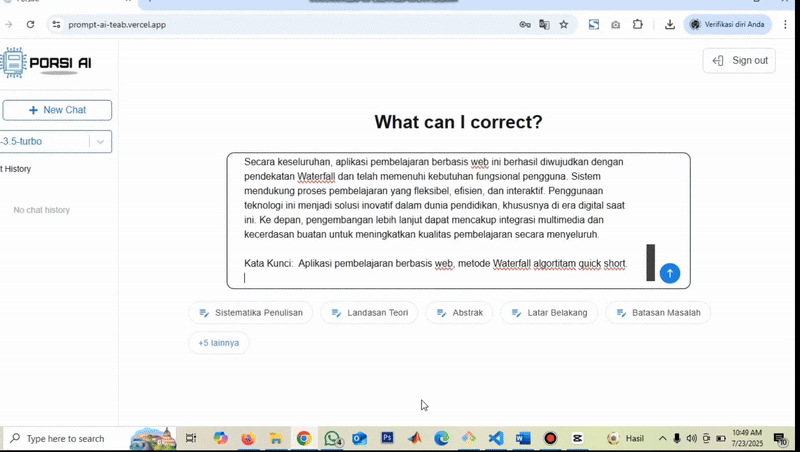 prompt-ai-teab.vercel.app
Verifikasi diri Anda
PORSI AI
Sign out
New Chat
-3.5-turbo
t History
No chat history
What can I correct?
Secara keseluruhan, aplikasi pembelajaran berbasis web ini berhasil diwujudkan dengan
pendekatan Waterfall dan telah memenuhi kebutuhan fungsional pengguna. Sistem
mendukung proses pembelajaran yang fleksibel, efisien, dan interaktif. Penggunaan
teknologi ini menjadi solusi inovatif dalam dunia pendidikan, khususnya di era digital saat
ini. Ke depan, pengembangan lebih lanjut dapat mencakup integrasi multimedia dan
kecerdasan buatan untuk meningkatkan kualitas pembelajaran secara menyeluruh.
Kata Kunci: Aplikasi pembelajaran berbasis web, metode Waterfall algortitam quick short.
Sistematika Penulisan
Landasan Teori
Abstrak
Latar Belakang
Batasan Masalah
+5 lainnya
Type here to search
4
Hasil
10:49 AM
7/23/2025
10